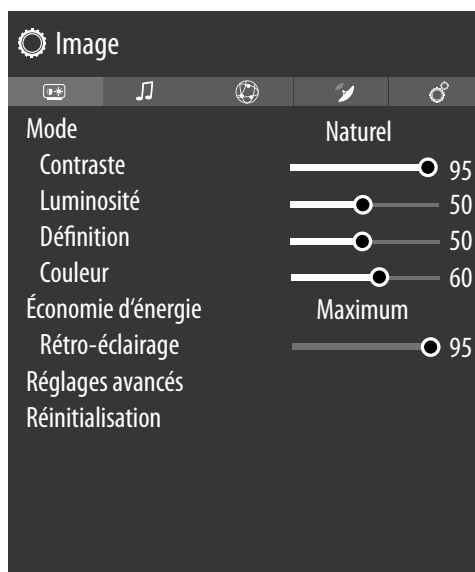 Image
Mode Naturel
Contraste 95
Luminosité 50
Définition 50
Couleur 60
Économie d‘énergie Maximum
Rétro-éclairage 95
Réglages avancés
Réinitialisation